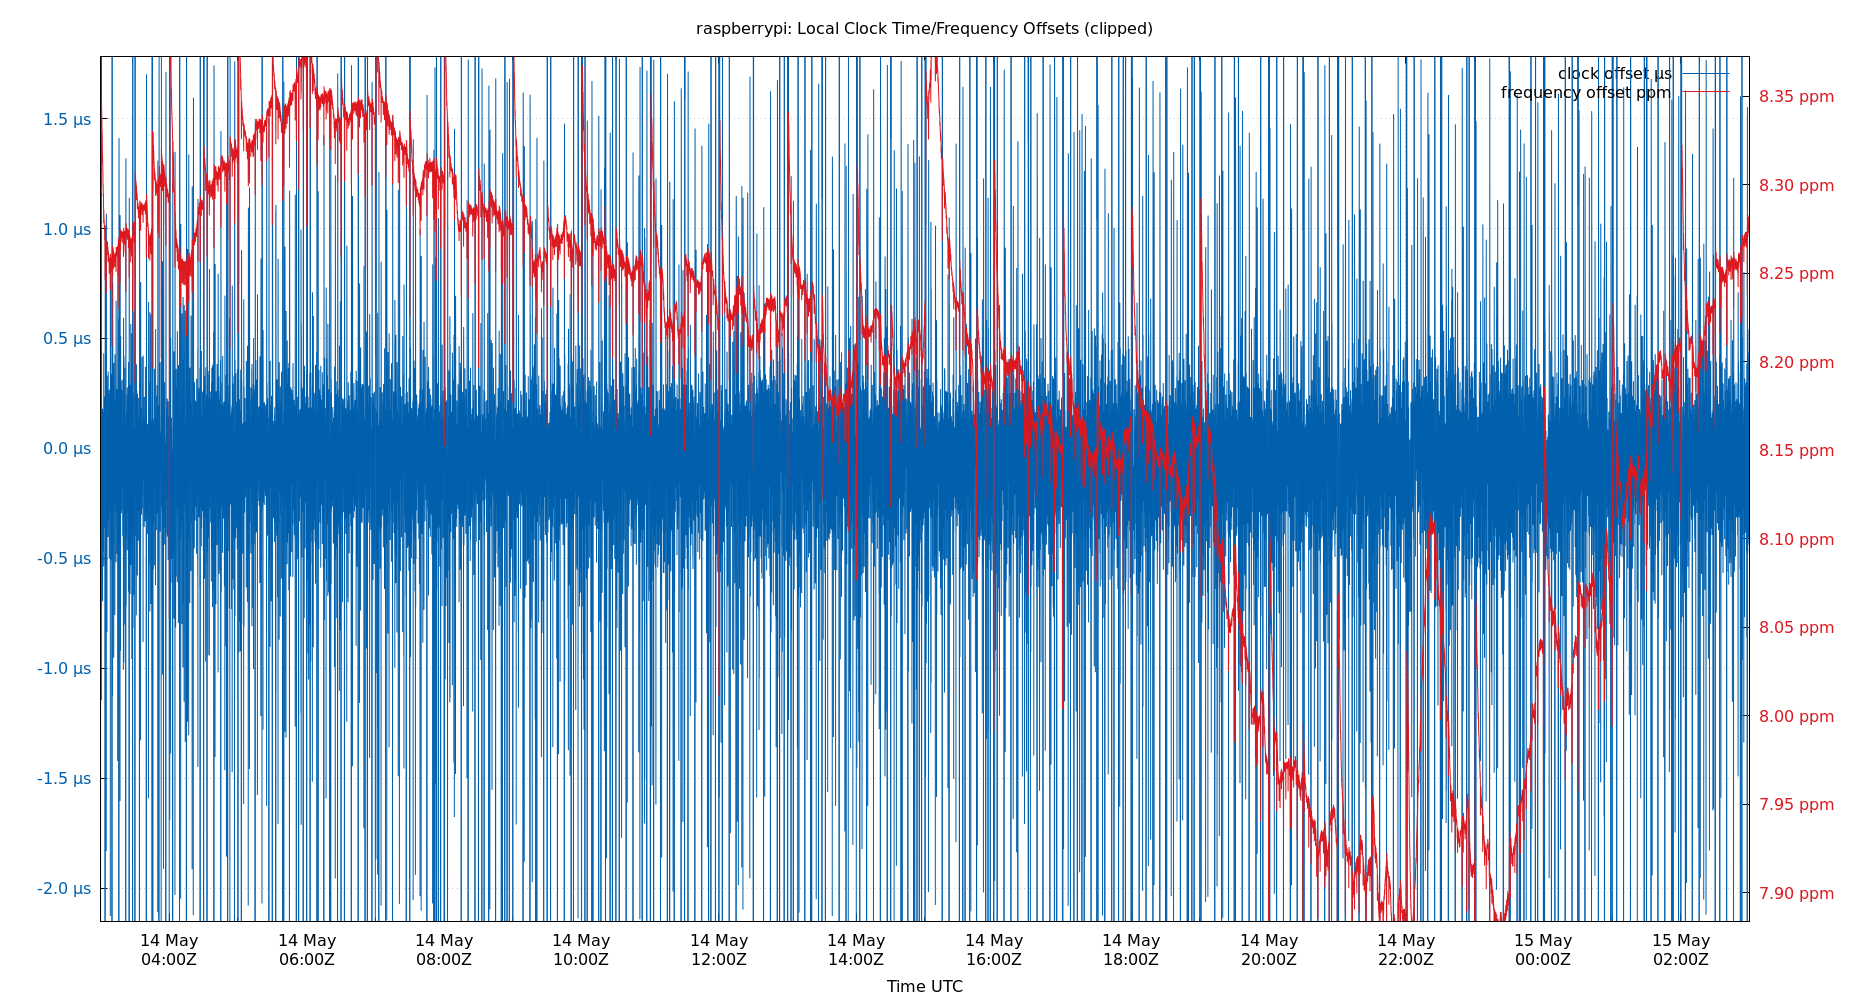 raspberrypi: Local Clock Time/Frequency Offsets (clipped)
clock offset µs
frequency offset ppm
1.5 µs
1.0 µs
0.5 µs
0.0 µs
-0.5 µs
-1.0 µs
-1.5 µs
-2.0 µs
8.35 ppm
8.30 ppm
8.25 ppm
8.20 ppm
8.15 ppm
8.10 ppm
8.05 ppm
8.00 ppm
7.95 ppm
7.90 ppm
14 May 14 May 14 May 14 May 14 May 14 May 14 May 14 May 14 May 14 May 15 May 15 May
04:00Z 06:00Z 08:00Z 10:00Z 12:00Z 14:00Z 16:00Z 18:00Z 20:00Z 22:00Z 00:00Z 02:00Z
Time UTC